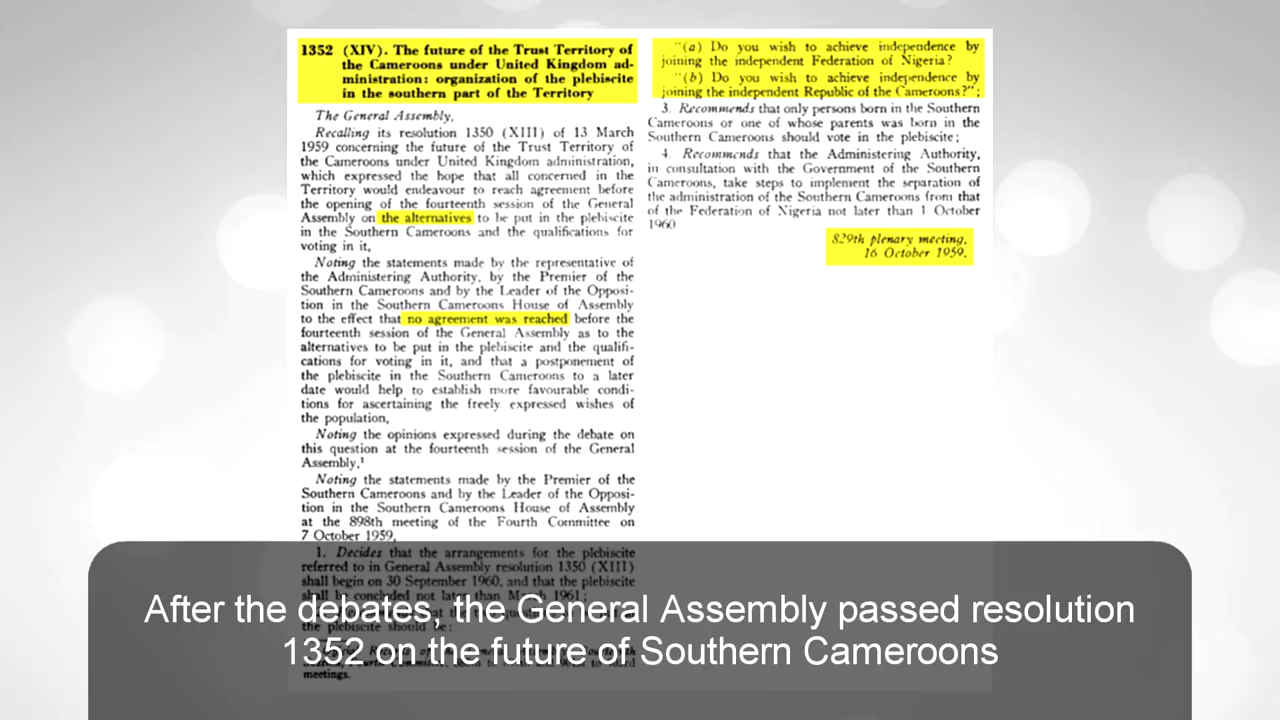 1352 (XIV). The future of the Trust Territory of
the Cameroons under United Kingdom ad-
ministration: organization of the plebiscite
in the southern part of the Territory
The General Assembly,
Recalling its resolution 1350 (XIII) of 13 March
1959 concerning the future of the Trust Territory of
the Cameroons under United Kingdom administration,
which expressed the hope that all concerned in the
Territory would endeavour to reach agreement before
the opening of the fourteenth session of the General
Assembly on the alternatives to be put in the plebiscite
in the Southern Cameroons and the qualifications for
voting in it,
Noting the statements made by the representative of
the Administering Authority, by the Premier of the
Southern Cameroons and by the Leader of the Opposi-
tion in the Southern Cameroons House of Assembly
to the effect that no agreement was reached before the
fourteenth session of the General Assembly as to the
alternatives to be put in the plebiscite and the qualifi-
cations for voting in it, and that a postponement of
the plebiscite in the Southern Cameroons to a later
date would help to establish more favourable condi-
tions for ascertaining the freely expressed wishes of
the population,
Noting the opinions expressed during the debate on
this question at the fourteenth session of the General
Assembly,¹
Noting the statements made by the Premier of the
Southern Cameroons and by the Leader of the Opposi-
tion in the Southern Cameroons House of Assembly
at the 898th meeting of the Fourth Committee on
7 October 1959,
1. Decides that the arrangements for the plebiscite
referred to in General Assembly resolution 1350 (XIII)
shall begin on 30 September 1960, and that the plebiscite
shall be concluded not later than March 1961;
the plebiscite should be:
meetings.
"(a) Do you wish to achieve independence by
joining the independent Federation of Nigeria?
"(b) Do you wish to achieve independence by
joining the independent Republic of the Cameroons?";
3. Recommends that only persons born in the Southern
Cameroons or one of whose parents was born in the
Southern Cameroons should vote in the plebiscite;
4. Recommends that the Administering Authority,
in consultation with the Government of the Southern
Cameroons, take steps to implement the separation of
the administration of the Southern Cameroons from that
of the Federation of Nigeria not later than 1 October
1960
829th plenary meeting,
16 October 1959.
After the debates, the General Assembly passed resolution
1352 on the future of Southern Cameroons